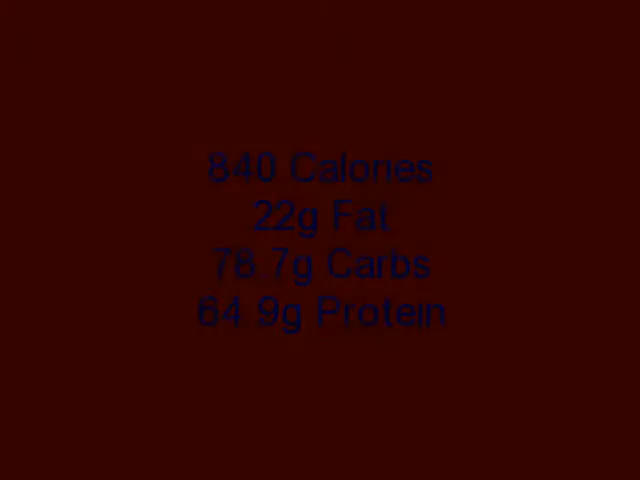 840 Calories
22g Fat
78.7g Carbs
64.9g Protein